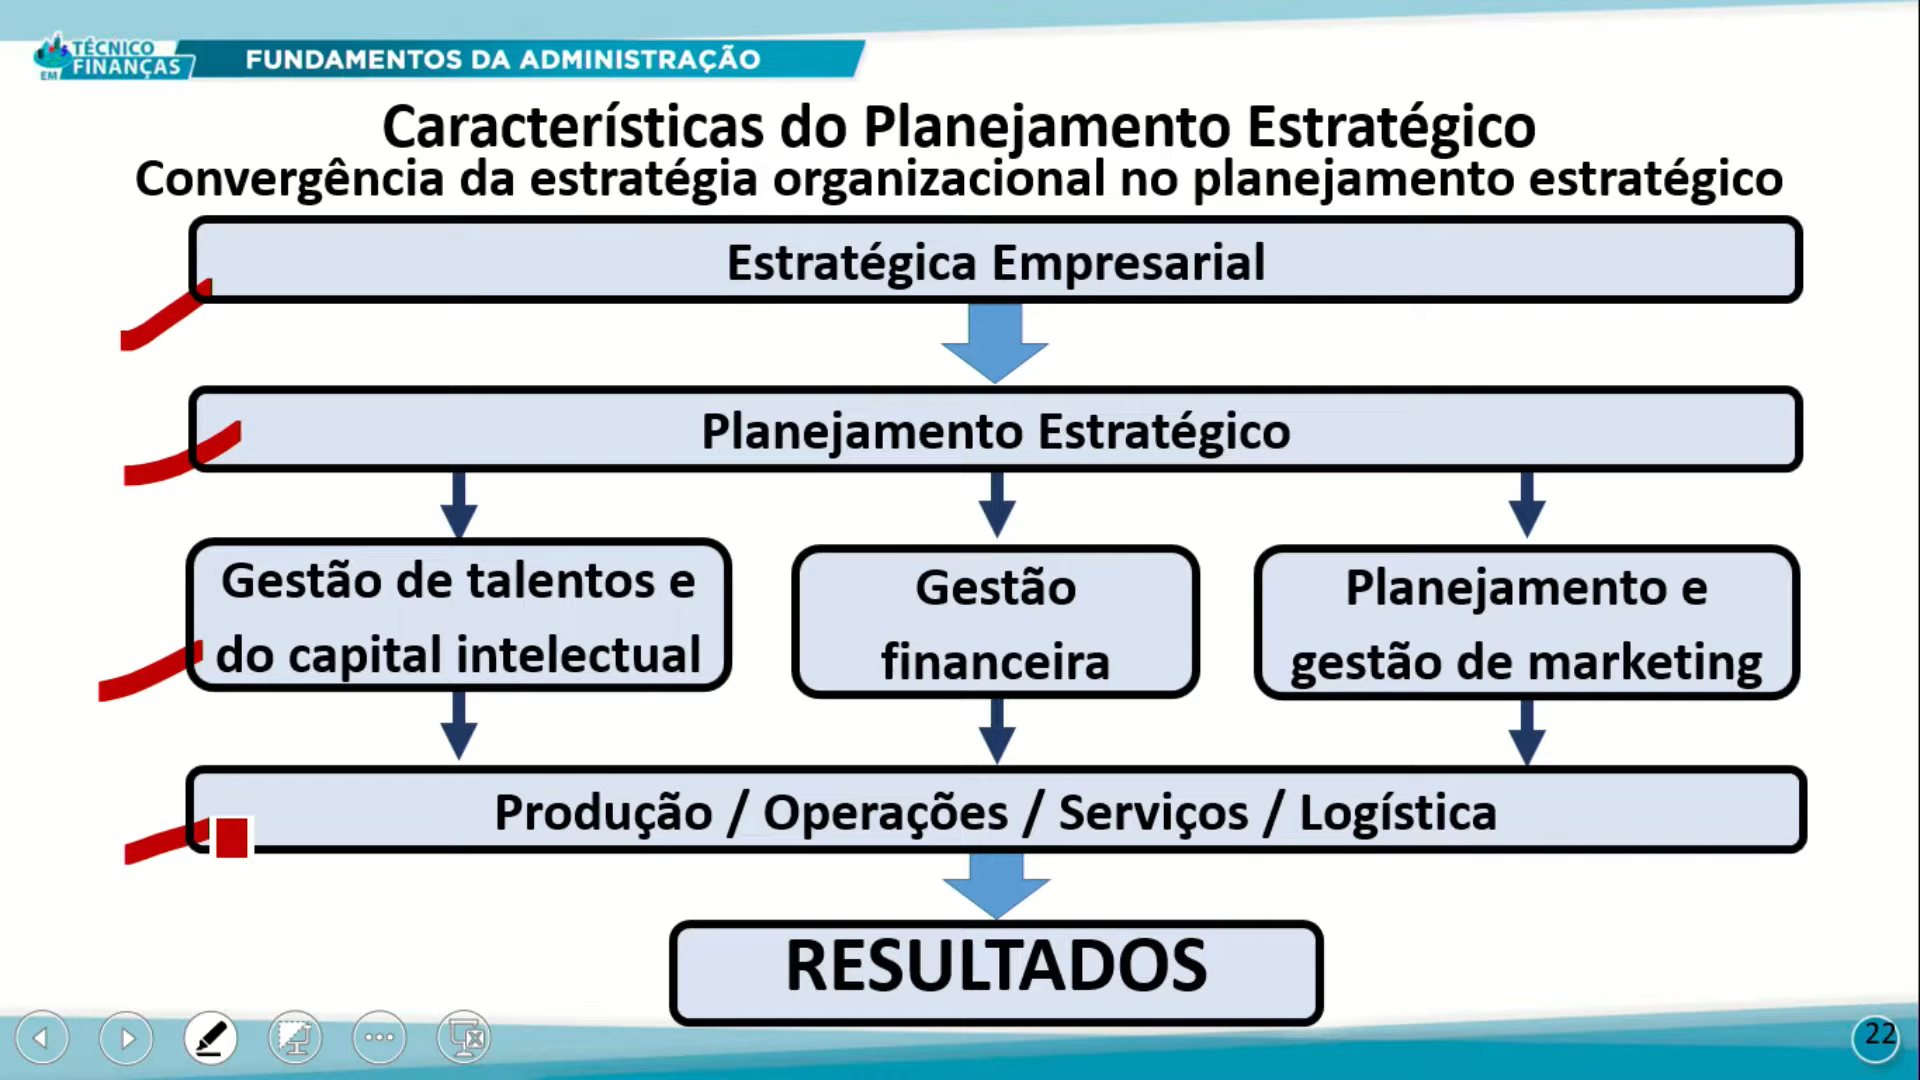 TÉCNICO
EM FINANÇAS
FUNDAMENTOS DA ADMINISTRAÇÃO
Características do Planejamento Estratégico
Convergência da estratégia organizacional no planejamento estratégico
Estratégica Empresarial
Planejamento Estratégico
Gestão de talentos e
do capital intelectual
Gestão
financeira
Planejamento e
gestão de marketing
Produção / Operações / Serviços / Logística
RESULTADOS
22